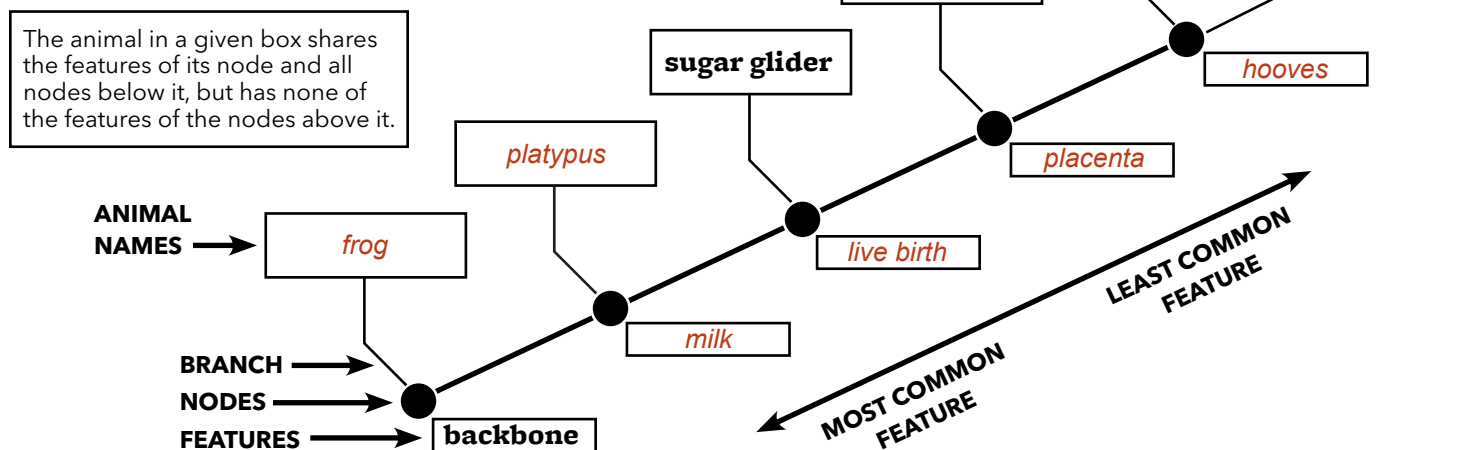 The animal in a given box shares
the features of its node and all
nodes below it, but has none of
the features of the nodes above it.
sugar glider
hooves
platypus
placenta
ANIMAL
NAMES
frog
live birth
LEAST COMMON
FEATURE
milk
BRANCH
NODES
FEATURES
backbone
MOST COMMON
FEATURE